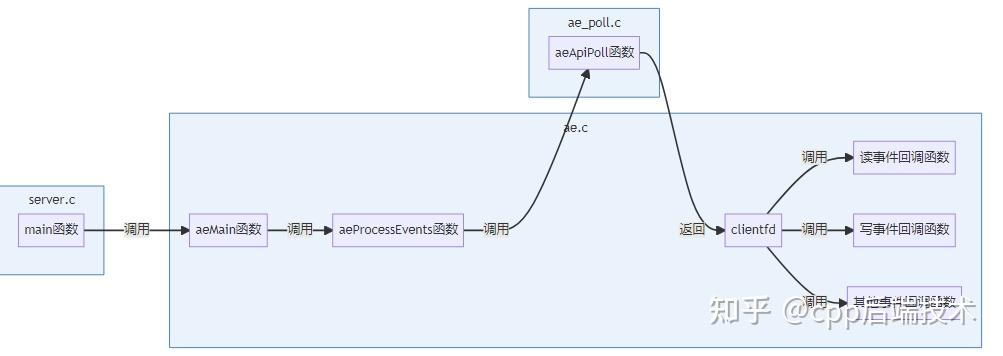 ae_poll.c
aeApiPoll函数
ae.c
server.c
main函数
调用
aeMain函数
调用
aeProcessEvents函数
调用
返回
clientfd
调用
读事件回调函数
调用
写事件回调函数
调用
其他事件回调函数
知乎 @cpp后端技术